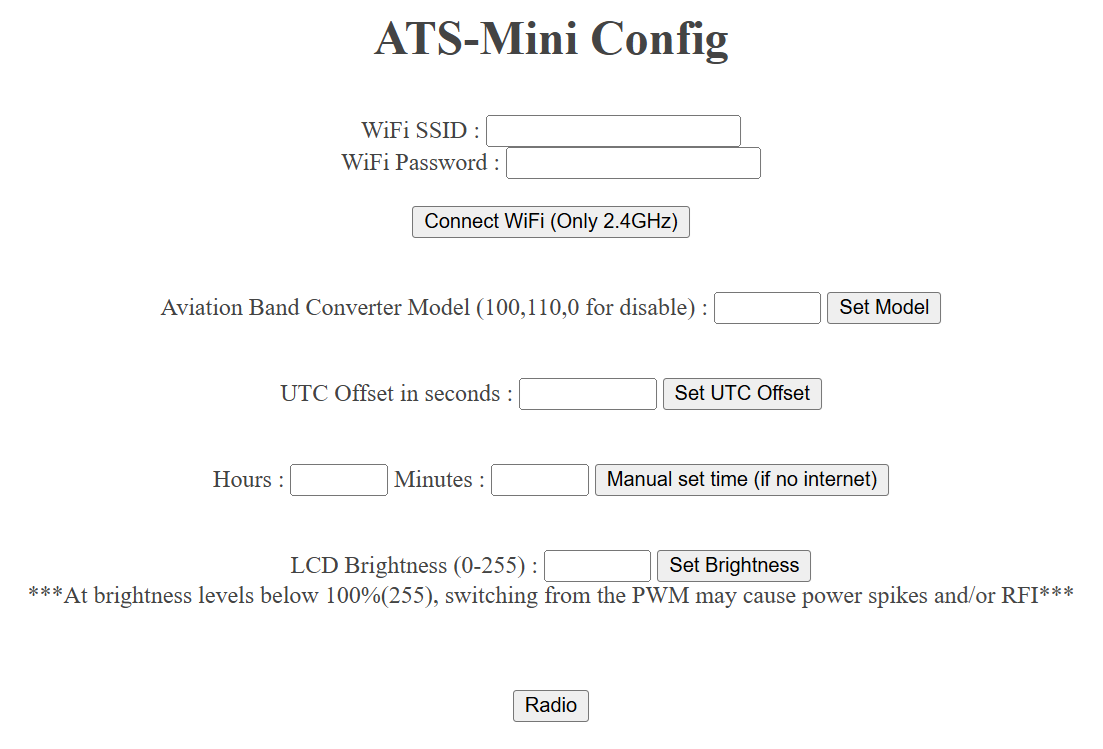 ATS-Mini Config
WiFi SSID :
WiFi Password :
Connect WiFi (Only 2.4GHz)
Aviation Band Converter Model (100,110,0 for disable) : Set Model
UTC Offset in seconds : Set UTC Offset
Hours : Minutes : Manual set time (if no internet)
LCD Brightness (0-255) : Set Brightness
***At brightness levels below 100%(255), switching from the PWM may cause power spikes and/or RFI***
Radio